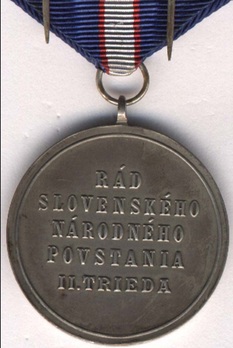 RÁD
SLOVENSKÉHO
NÁRODNÉHO
POVSTANIA
II.TRIEDA